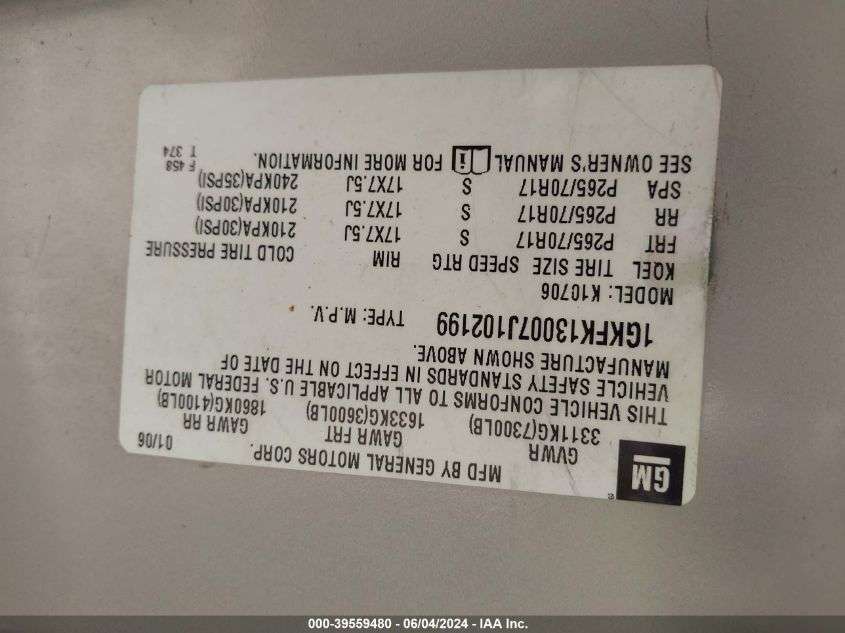 GM
®
MFD BY GENERAL MOTORS CORP. 01/06
GVWR GAWR FRT GAWR RR
3311KG(7300LB) 1633KG(3600LB) 1860KG(4100LB)
THIS VEHICLE CONFORMS TO ALL APPLICABLE U.S. FEDERAL MOTOR
VEHICLE SAFETY STANDARDS IN EFFECT ON THE DATE OF
MANUFACTURE SHOWN ABOVE.
1GKFK13007J102199 TYPE: M.P.V.
MODEL: K10706
KQEL TIRE SIZE SPEED RTG RIM COLD TIRE PRESSURE
FRT P265/70R17 S 17X7.5J 210KPA(30PSI)
RR P265/70R17 S 17X7.5J 210KPA(30PSI)
SPA P265/70R17 S 17X7.5J 240KPA(35PSI)
SEE OWNER'S MANUAL i FOR MORE INFORMATION.
F 458
T 374
000-39559480 - 06/04/2024 - IAA Inc.